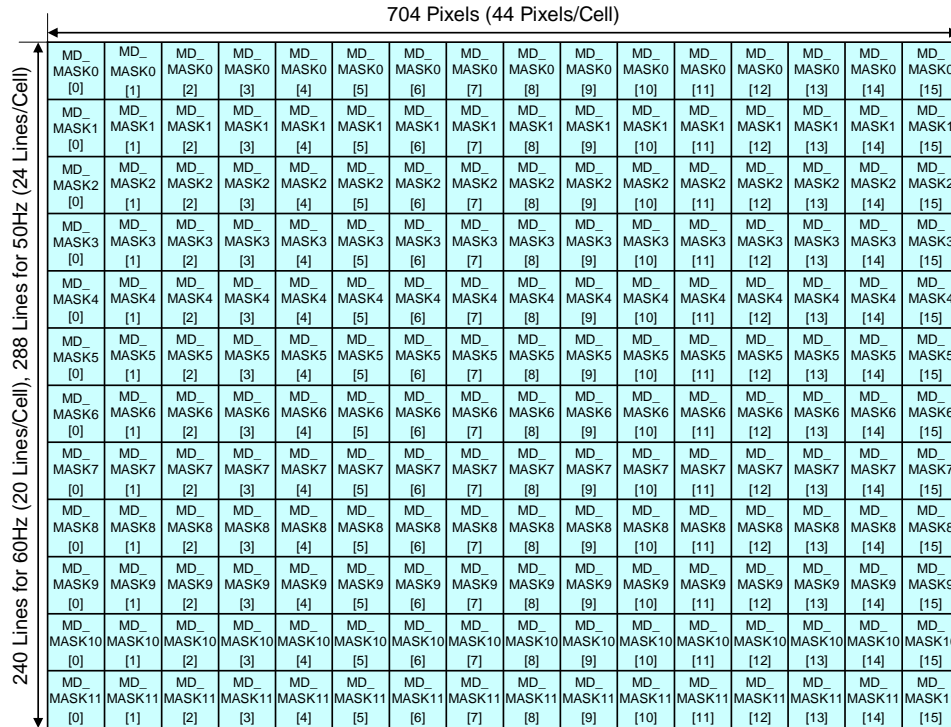 704 Pixels (44 Pixels/Cell)
240 Lines for 60Hz (20 Lines/Cell), 288 Lines for 50Hz (24 Lines/Cell)
MD_ MD_ MD_ MD_ MD_ MD_ MD_ MD_ MD_ MD_ MD_ MD_ MD_ MD_ MD_ MD_
MASK0 MASK0 MASK0 MASK0 MASK0 MASK0 MASK0 MASK0 MASK0 MASK0 MASK0 MASK0 MASK0 MASK0 MASK0 MASK0
[0] [1] [2] [3] [4] [5] [6] [7] [8] [9] [10] [11] [12] [13] [14] [15]
MD_ MD_ MD_ MD_ MD_ MD_ MD_ MD_ MD_ MD_ MD_ MD_ MD_ MD_ MD_ MD_
MASK1 MASK1 MASK1 MASK1 MASK1 MASK1 MASK1 MASK1 MASK1 MASK1 MASK1 MASK1 MASK1 MASK1 MASK1 MASK1
[0] [1] [2] [3] [4] [5] [6] [7] [8] [9] [10] [11] [12] [13] [14] [15]
MD_ MD_ MD_ MD_ MD_ MD_ MD_ MD_ MD_ MD_ MD_ MD_ MD_ MD_ MD_ MD_
MASK2 MASK2 MASK2 MASK2 MASK2 MASK2 MASK2 MASK2 MASK2 MASK2 MASK2 MASK2 MASK2 MASK2 MASK2 MASK2
[0] [1] [2] [3] [4] [5] [6] [7] [8] [9] [10] [11] [12] [13] [14] [15]
MD_ MD_ MD_ MD_ MD_ MD_ MD_ MD_ MD_ MD_ MD_ MD_ MD_ MD_ MD_ MD_
MASK3 MASK3 MASK3 MASK3 MASK3 MASK3 MASK3 MASK3 MASK3 MASK3 MASK3 MASK3 MASK3 MASK3 MASK3 MASK3
[0] [1] [2] [3] [4] [5] [6] [7] [8] [9] [10] [11] [12] [13] [14] [15]
MD_ MD_ MD_ MD_ MD_ MD_ MD_ MD_ MD_ MD_ MD_ MD_ MD_ MD_ MD_ MD_
MASK4 MASK4 MASK4 MASK4 MASK4 MASK4 MASK4 MASK4 MASK4 MASK4 MASK4 MASK4 MASK4 MASK4 MASK4 MASK4
[0] [1] [2] [3] [4] [5] [6] [7] [8] [9] [10] [11] [12] [13] [14] [15]
MD_ MD_ MD_ MD_ MD_ MD_ MD_ MD_ MD_ MD_ MD_ MD_ MD_ MD_ MD_ MD_
MASK5 MASK5 MASK5 MASK5 MASK5 MASK5 MASK5 MASK5 MASK5 MASK5 MASK5 MASK5 MASK5 MASK5 MASK5 MASK5
[0] [1] [2] [3] [4] [5] [6] [7] [8] [9] [10] [11] [12] [13] [14] [15]
MD_ MD_ MD_ MD_ MD_ MD_ MD_ MD_ MD_ MD_ MD_ MD_ MD_ MD_ MD_ MD_
MASK6 MASK6 MASK6 MASK6 MASK6 MASK6 MASK6 MASK6 MASK6 MASK6 MASK6 MASK6 MASK6 MASK6 MASK6 MASK6
[0] [1] [2] [3] [4] [5] [6] [7] [8] [9] [10] [11] [12] [13] [14] [15]
MD_ MD_ MD_ MD_ MD_ MD_ MD_ MD_ MD_ MD_ MD_ MD_ MD_ MD_ MD_ MD_
MASK7 MASK7 MASK7 MASK7 MASK7 MASK7 MASK7 MASK7 MASK7 MASK7 MASK7 MASK7 MASK7 MASK7 MASK7 MASK7
[0] [1] [2] [3] [4] [5] [6] [7] [8] [9] [10] [11] [12] [13] [14] [15]
MD_ MD_ MD_ MD_ MD_ MD_ MD_ MD_ MD_ MD_ MD_ MD_ MD_ MD_ MD_ MD_
MASK8 MASK8 MASK8 MASK8 MASK8 MASK8 MASK8 MASK8 MASK8 MASK8 MASK8 MASK8 MASK8 MASK8 MASK8 MASK8
[0] [1] [2] [3] [4] [5] [6] [7] [8] [9] [10] [11] [12] [13] [14] [15]
MD_ MD_ MD_ MD_ MD_ MD_ MD_ MD_ MD_ MD_ MD_ MD_ MD_ MD_ MD_ MD_
MASK9 MASK9 MASK9 MASK9 MASK9 MASK9 MASK9 MASK9 MASK9 MASK9 MASK9 MASK9 MASK9 MASK9 MASK9 MASK9
[0] [1] [2] [3] [4] [5] [6] [7] [8] [9] [10] [11] [12] [13] [14] [15]
MD_ MD_ MD_ MD_ MD_ MD_ MD_ MD_ MD_ MD_ MD_ MD_ MD_ MD_ MD_ MD_
MASK10 MASK10 MASK10 MASK10 MASK10 MASK10 MASK10 MASK10 MASK10 MASK10 MASK10 MASK10 MASK10 MASK10 MASK10 MASK10
[0] [1] [2] [3] [4] [5] [6] [7] [8] [9] [10] [11] [12] [13] [14] [15]
MD_ MD_ MD_ MD_ MD_ MD_ MD_ MD_ MD_ MD_ MD_ MD_ MD_ MD_ MD_ MD_
MASK11 MASK11 MASK11 MASK11 MASK11 MASK11 MASK11 MASK11 MASK11 MASK11 MASK11 MASK11 MASK11 MASK11 MASK11 MASK11
[0] [1] [2] [3] [4] [5] [6] [7] [8] [9] [10] [11] [12] [13] [14] [15]